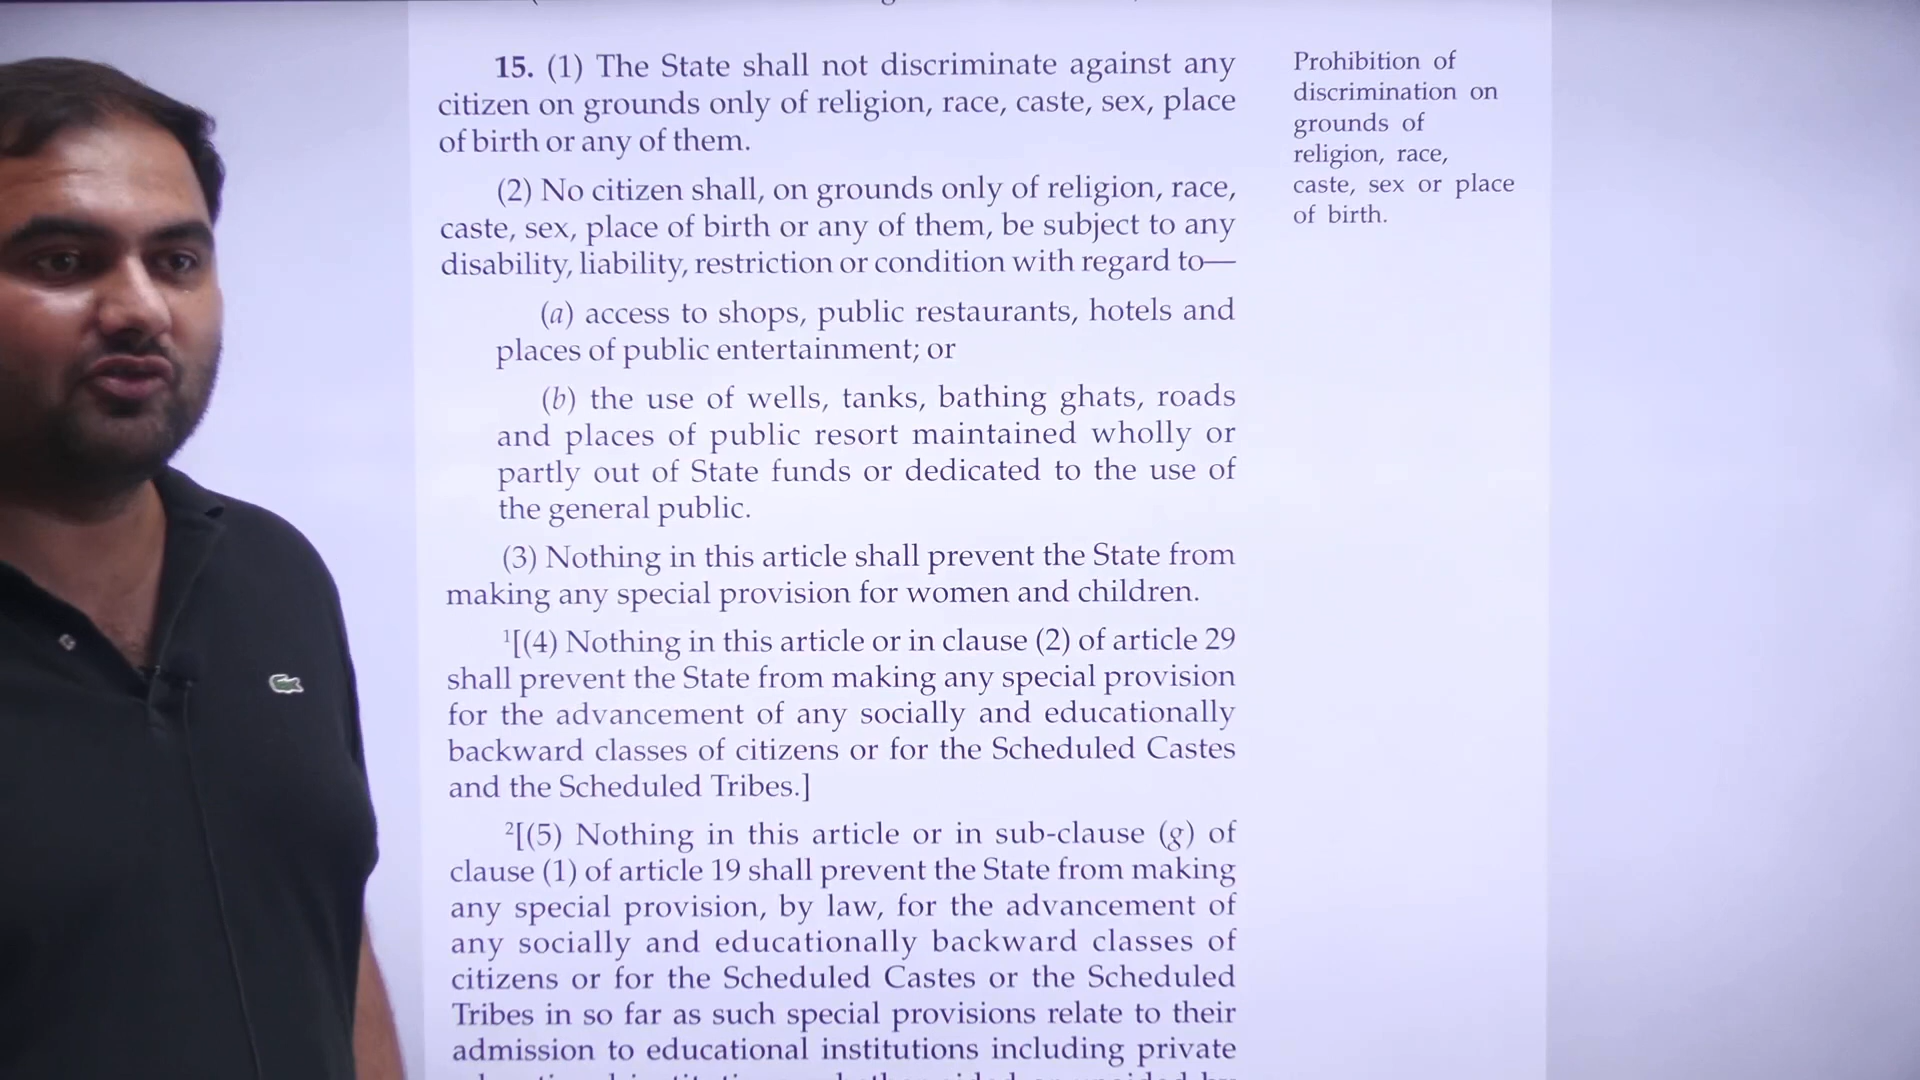 15. (1) The State shall not discriminate against any
citizen on grounds only of religion, race, caste, sex, place
of birth or any of them.
(2) No citizen shall, on grounds only of religion, race,
caste, sex, place of birth or any of them, be subject to any
disability, liability, restriction or condition with regard to—
(a) access to shops, public restaurants, hotels and
places of public entertainment; or
(b) the use of wells, tanks, bathing ghats, roads
and places of public resort maintained wholly or
partly out of State funds or dedicated to the use of
the general public.
(3) Nothing in this article shall prevent the State from
making any special provision for women and children.
¹[(4) Nothing in this article or in clause (2) of article 29
shall prevent the State from making any special provision
for the advancement of any socially and educationally
backward classes of citizens or for the Scheduled Castes
and the Scheduled Tribes.]
²[(5) Nothing in this article or in sub-clause (g) of
clause (1) of article 19 shall prevent the State from making
any special provision, by law, for the advancement of
any socially and educationally backward classes of
citizens or for the Scheduled Castes or the Scheduled
Tribes in so far as such special provisions relate to their
admission to educational institutions including private
Prohibition of
discrimination on
grounds of
religion, race,
caste, sex or place
of birth.